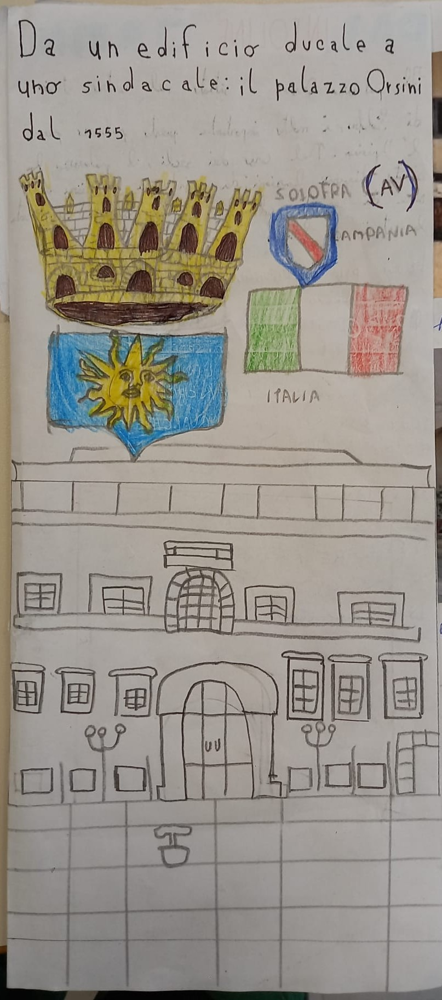 Da un edificio ducale a
uno sindacale: il palazzo Orsini
dal 1555
SOLOFRA (AV)
CAMPANIA
ITALIA